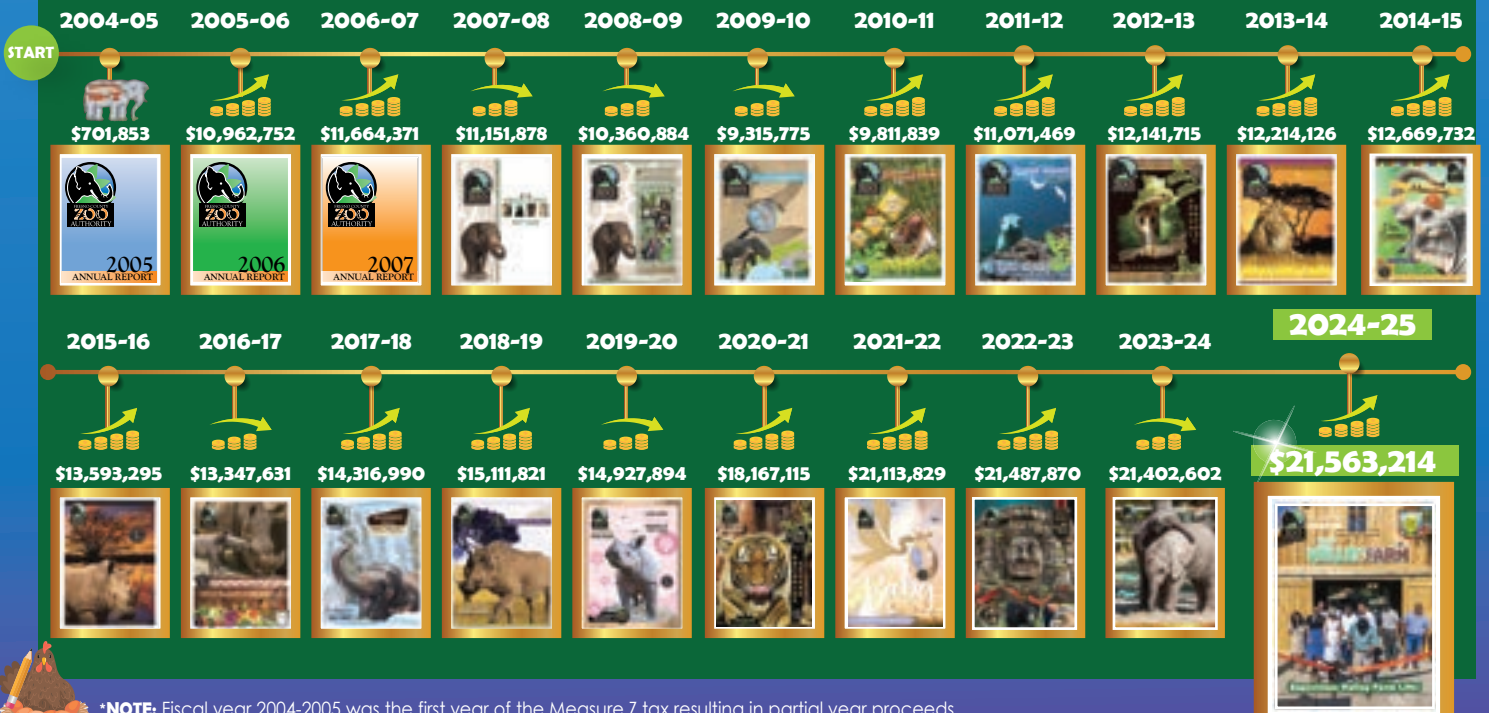 2004-05 2005-06 2006-07 2007-08 2008-09 2009-10 2010-11 2011-12 2012-13 2013-14 2014-15
START
$701,853 $10,962,752 $11,664,371 $11,151,878 $10,360,884 $9,315,775 $9,811,839 $11,071,469 $12,141,715 $12,214,126 $12,669,732
FRESNO COUNTY FRESNO COUNTY FRESNO COUNTY
ZOO ZOO ZOO
AUTHORITY AUTHORITY AUTHORITY
2005 2006 2007
ANNUAL REPORT ANNUAL REPORT ANNUAL REPORT
2015-16 2016-17 2017-18 2018-19 2019-20 2020-21 2021-22 2022-23 2023-24 2024-25
$13,593,295 $13,347,631 $14,316,990 $15,111,821 $14,927,894 $18,167,115 $21,113,829 $21,487,870 $21,402,602 $21,563,214
VALLEY FARM
*NOTE: Fiscal year 2004-2005 was the first year of the Measure Z tax resulting in partial year proceeds